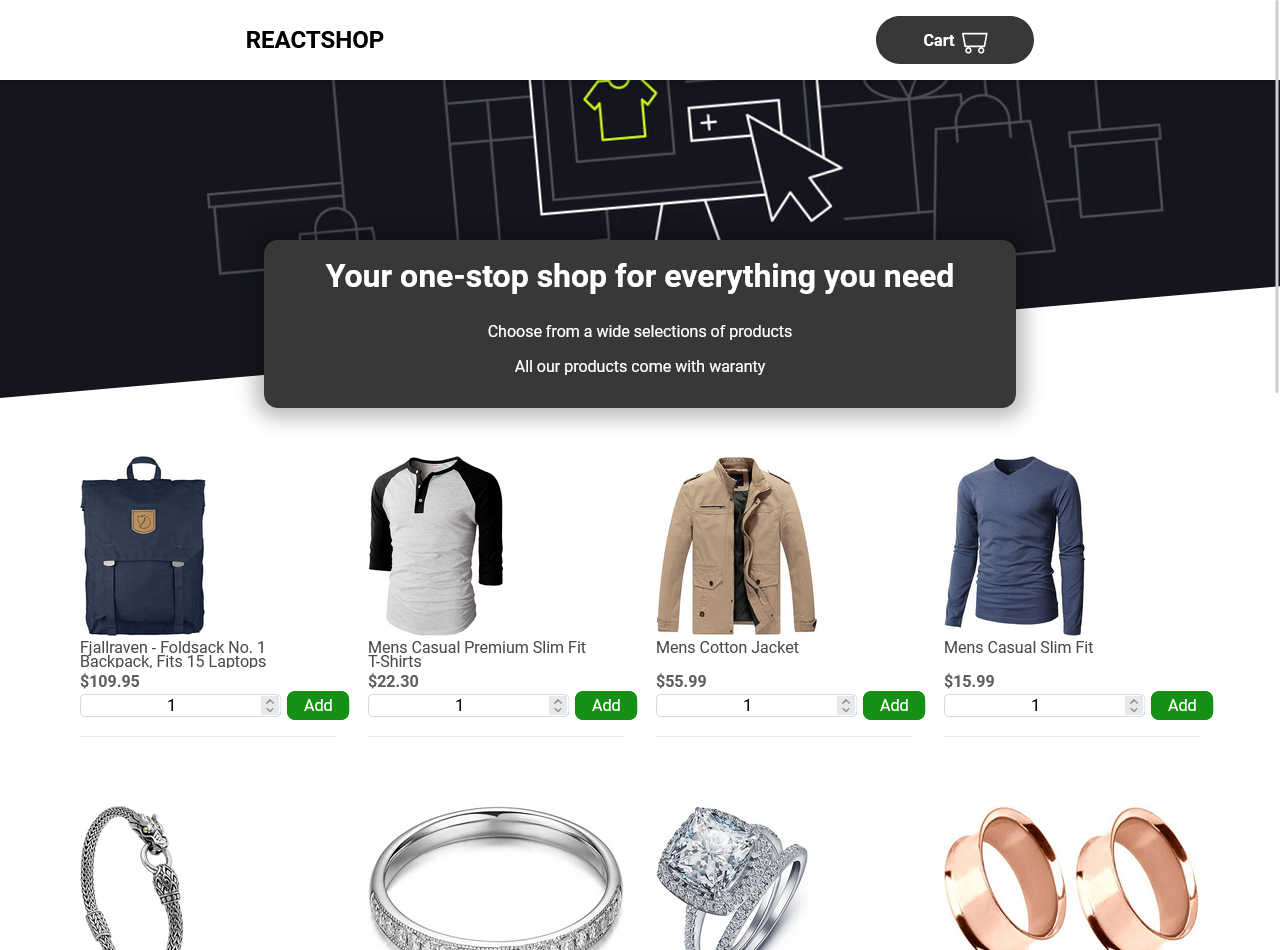 REACTSHOP
Cart
Your one-stop shop for everything you need
Choose from a wide selections of products
All our products come with waranty
Fjallraven - Foldsack No. 1
Backpack, Fits 15 Laptops
$109.95
1
Add
Mens Casual Premium Slim Fit
T-Shirts
$22.30
1
Add
Mens Cotton Jacket
$55.99
1
Add
Mens Casual Slim Fit
$15.99
1
Add